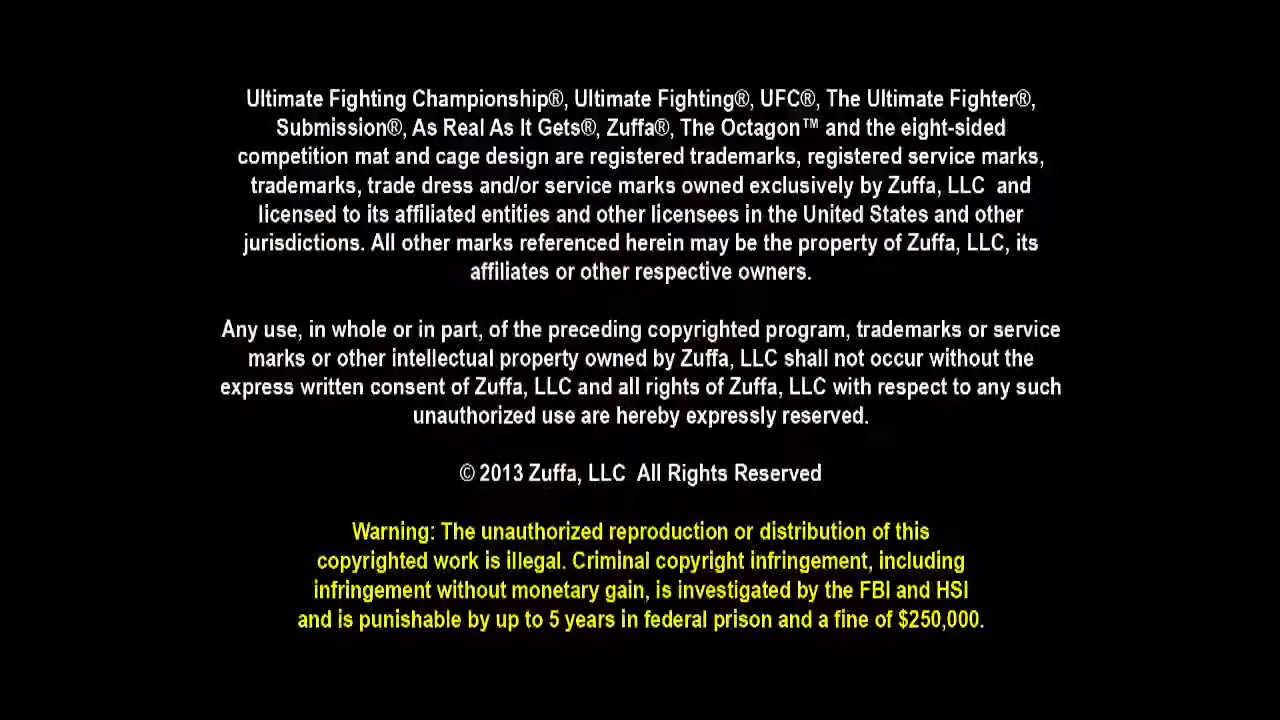 Ultimate Fighting Championship®, Ultimate Fighting®, UFC®, The Ultimate Fighter®,
Submission®, As Real As It Gets®, Zuffa®, The Octagon™ and the eight-sided
competition mat and cage design are registered trademarks, registered service marks,
trademarks, trade dress and/or service marks owned exclusively by Zuffa, LLC  and
licensed to its affiliated entities and other licensees in the United States and other
jurisdictions. All other marks referenced herein may be the property of Zuffa, LLC, its
affiliates or other respective owners.
Any use, in whole or in part, of the preceding copyrighted program, trademarks or service
marks or other intellectual property owned by Zuffa, LLC shall not occur without the
express written consent of Zuffa, LLC and all rights of Zuffa, LLC with respect to any such
unauthorized use are hereby expressly reserved.
© 2013 Zuffa, LLC  All Rights Reserved
Warning: The unauthorized reproduction or distribution of this
copyrighted work is illegal. Criminal copyright infringement, including
infringement without monetary gain, is investigated by the FBI and HSI
and is punishable by up to 5 years in federal prison and a fine of $250,000.